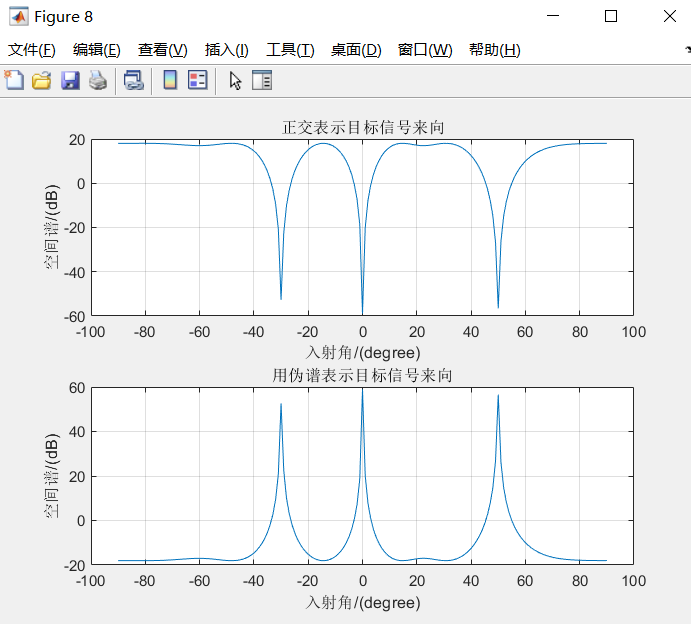 Figure 8
文件(F) 编辑(E) 查看(V) 插入(I) 工具(T) 桌面(D) 窗口(W) 帮助(H)
正交表示目标信号来向
空间谱/(dB)
20
0
-20
-40
-60
-100 -80 -60 -40 -20 0 20 40 60 80 100
入射角/(degree)
用伪谱表示目标信号来向
空间谱/(dB)
60
40
20
0
-20
-100 -80 -60 -40 -20 0 20 40 60 80 100
入射角/(degree)